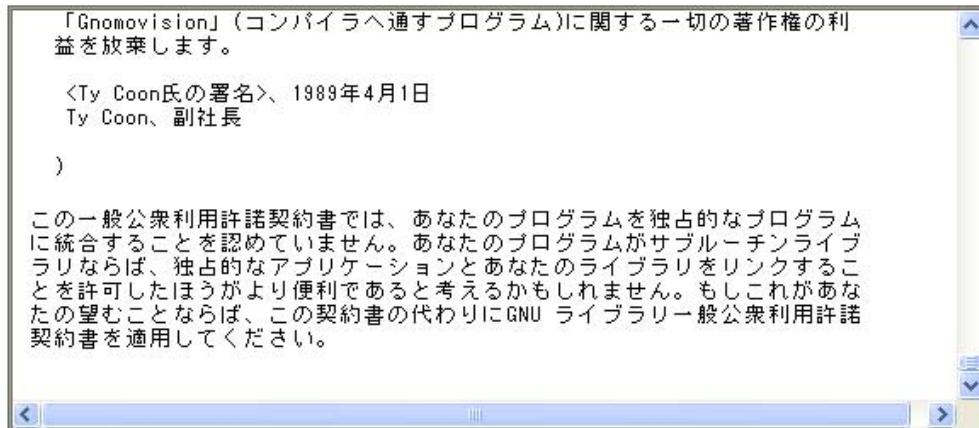 「Gnomovision」(コンパイラへ通すプログラム)に関する一切の著作権の利
益を放棄します。
<Ty Coon氏の署名>、1989年4月1日
Ty Coon、副社長
)
この一般公衆利用許諾契約書では、あなたのプログラムを独占的なプログラム
に統合することを認めていません。あなたのプログラムがサブルーチンライブ
ラリならば、独占的なアプリケーションとあなたのライブラリをリンクするこ
とを許可したほうがより便利であると考えるかもしれません。もしこれがあな
たの望むことならば、この契約書の代わりにGNU ライブラリ一般公衆利用許諾
契約書を適用してください。